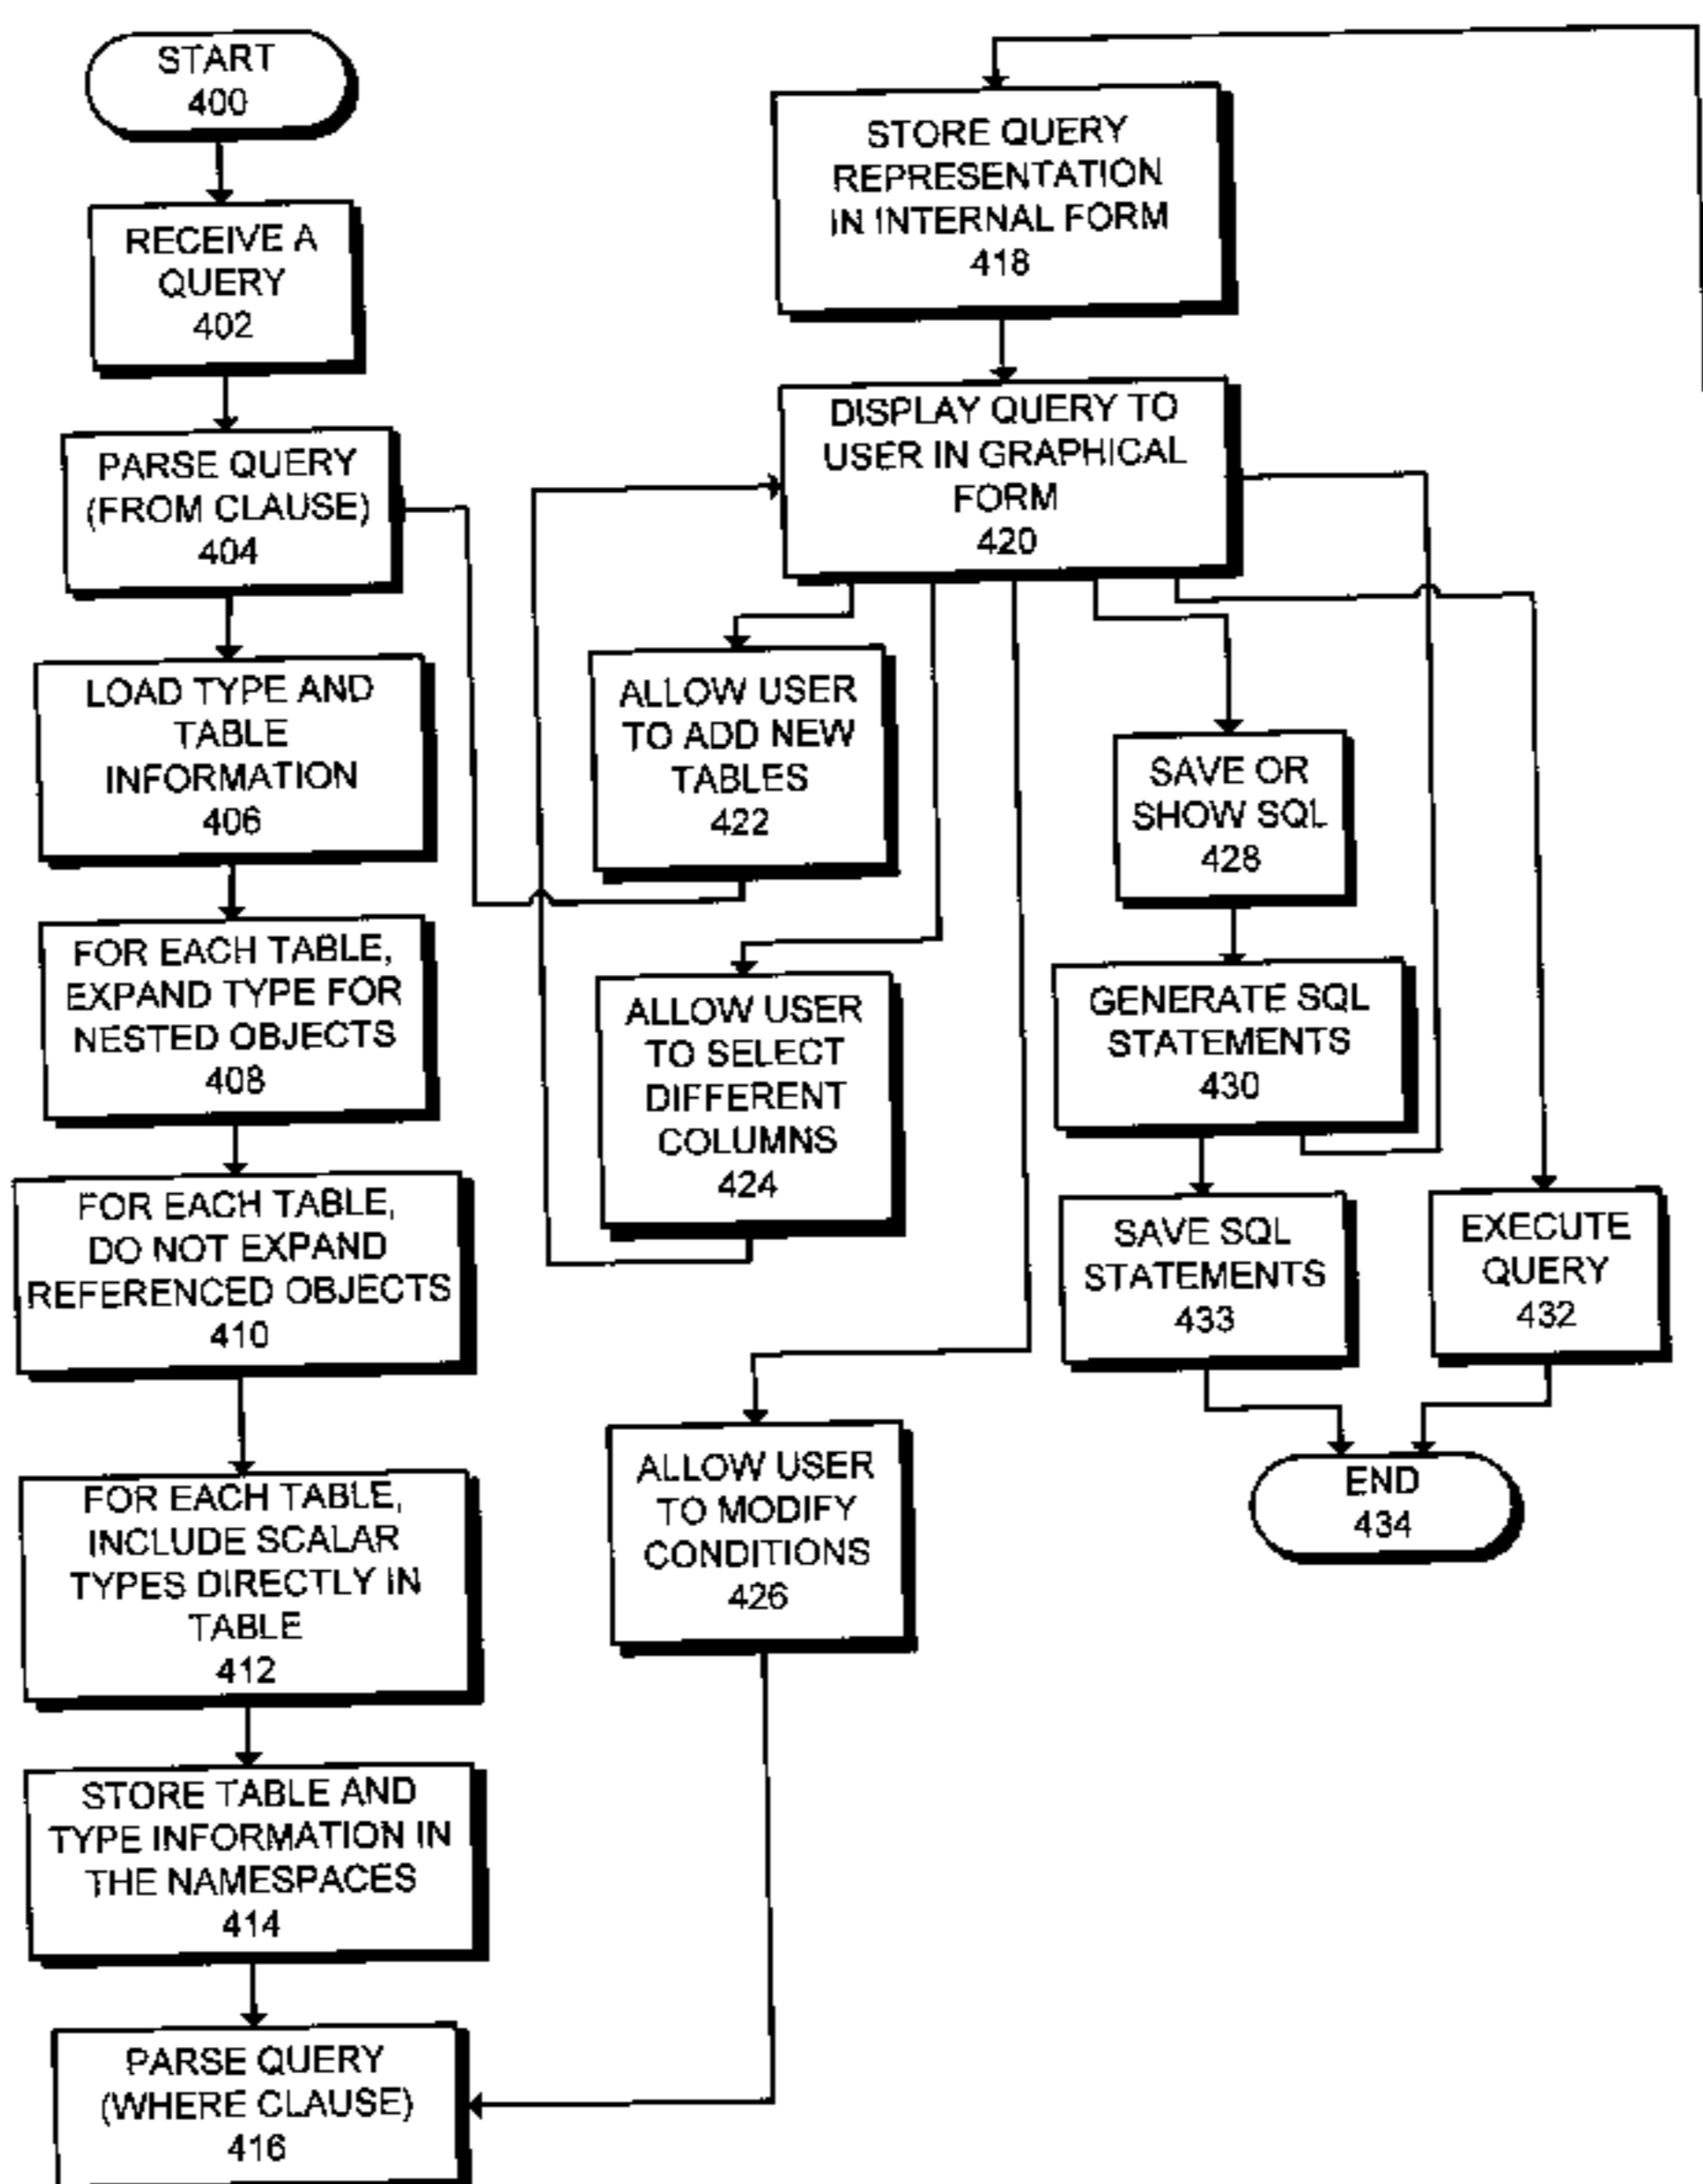 START
400
RECEIVE A
QUERY
402
PARSE QUERY
(FROM CLAUSE)
404
LOAD TYPE AND
TABLE
INFORMATION
406
FOR EACH TABLE,
EXPAND TYPE FOR
NESTED OBJECTS
408
FOR EACH TABLE,
DO NOT EXPAND
REFERENCED OBJECTS
410
FOR EACH TABLE,
INCLUDE SCALAR
TYPES DIRECTLY IN
TABLE
412
STORE TABLE AND
TYPE INFORMATION IN
THE NAMESPACES
414
PARSE QUERY
(WHERE CLAUSE)
416
STORE QUERY
REPRESENTATION
IN INTERNAL FORM
418
DISPLAY QUERY TO
USER IN GRAPHICAL
FORM
420
ALLOW USER
TO ADD NEW
TABLES
422
ALLOW USER
TO SELECT
DIFFERENT
COLUMNS
424
ALLOW USER
TO MODIFY
CONDITIONS
426
SAVE OR
SHOW SQL
428
GENERATE SQL
STATEMENTS
430
SAVE SQL
STATEMENTS
433
EXECUTE
QUERY
432
END
434